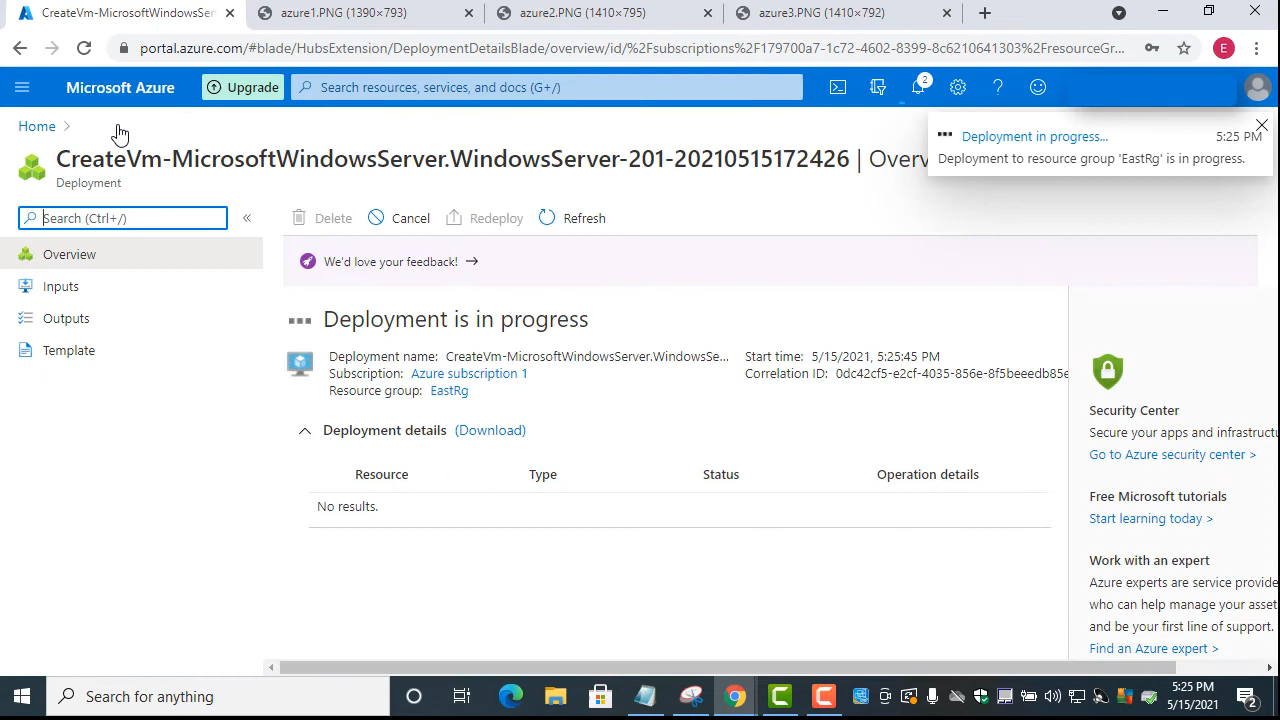 CreateVm-MicrosoftWindowsServer
azure1.PNG (1390×793)
azure2.PNG (1410×795)
azure3.PNG (1410×792)
portal.azure.com/#blade/HubsExtension/DeploymentDetailsBlade/overview/id/%2Fsubscriptions%2F179700a7-1c72-4602-8399-8c6210641303%2FresourceGr...
E
Microsoft Azure
Upgrade
Search resources, services, and docs (G+/)
2
Home
Deployment in progress...
5:25 PM
Deployment to resource group 'EastRg' is in progress.
CreateVm-MicrosoftWindowsServer.WindowsServer-201-20210515172426 | Overv
Deployment
Search (Ctrl+/)
«
Delete
Cancel
Redeploy
Refresh
Overview
Inputs
Outputs
Template
We'd love your feedback! →
Deployment is in progress
Deployment name: CreateVm-MicrosoftWindowsServer.WindowsSe...
Subscription: Azure subscription 1
Resource group: EastRg
Start time: 5/15/2021, 5:25:45 PM
Correlation ID: 0dc42cf5-e2cf-4035-856e-8f5beeedb85e
Deployment details (Download)
Resource
Type
Status
Operation details
No results.
Security Center
Secure your apps and infrastructu
Go to Azure security center >
Free Microsoft tutorials
Start learning today >
Work with an expert
Azure experts are service provide
who can help manage your asset
and be your first line of support.
Find an Azure expert >
Search for anything
5:25 PM
5/15/2021
2